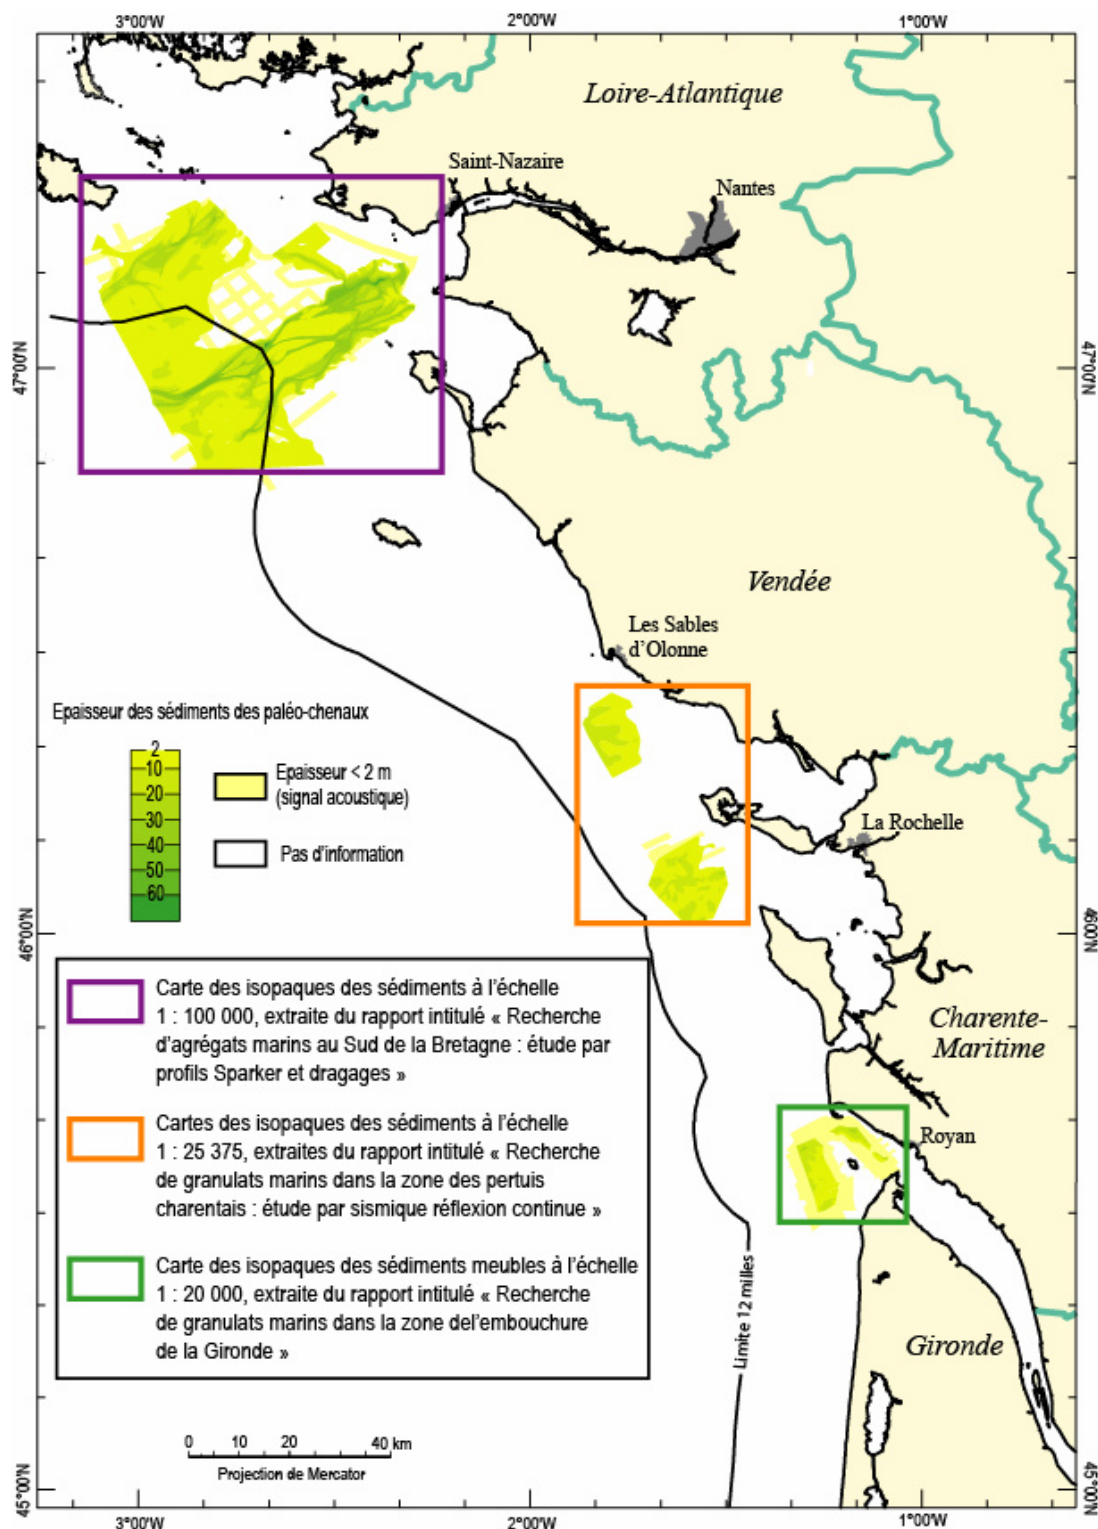 3°00'W
2°00'W
1°00'W
Loire-Atlantique
Saint-Nazaire
Nantes
47°00'N
47°00'N
Vendée
Les Sables
d'Olonne
Epaisseur des sédiments des paléo-chenaux
2
10
20
30
40
50
60
Epaisseur < 2 m
(signal acoustique)
Pas d'information
La Rochelle
46°00'N
46°00'N
Carte des isopaques des sédiments à l'échelle
1 : 100 000, extraite du rapport intitulé « Recherche
d'agrégats marins au Sud de la Bretagne : étude par
profils Sparker et dragages »
Cartes des isopaques des sédiments à l'échelle
1 : 25 375, extraites du rapport intitulé « Recherche
de granulats marins dans la zone des pertuis
charentais : étude par sismique réflexion continue »
Carte des isopaques des sédiments meubles à l'échelle
1 : 20 000, extraite du rapport intitulé « Recherche
de granulats marins dans la zone del'embouchure
de la Gironde »
Charente-
Maritime
Royan
Limite 12 milles
Gironde
0 10 20 40 km
Projection de Mercator
45°00'N
45°00'N
3°00'W
2°00'W
1°00'W